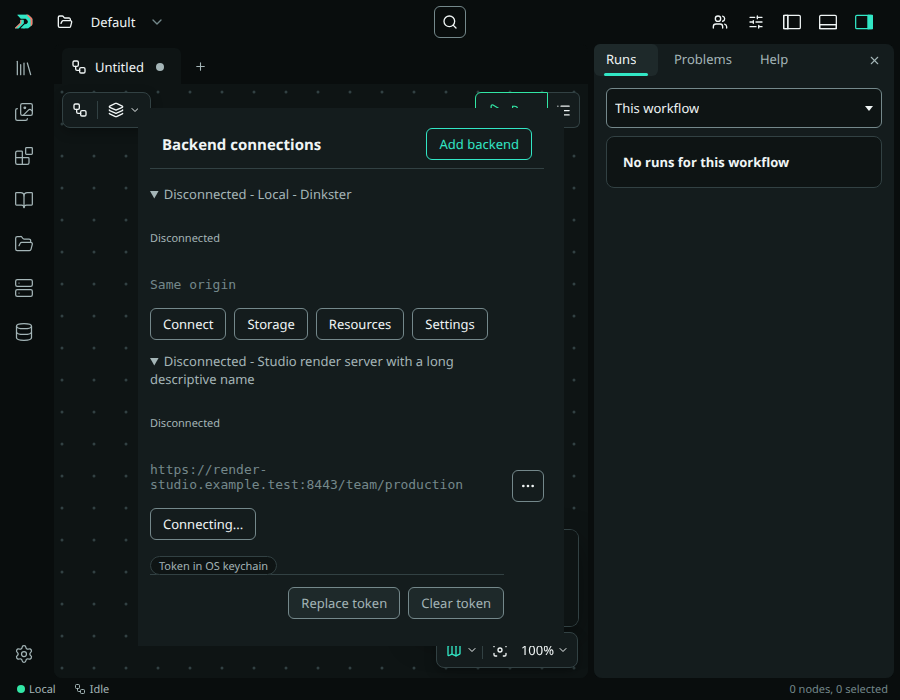 Default
Untitled
Runs
Problems
Help
This workflow
No runs for this workflow
Backend connections
Add backend
Disconnected - Local - Dinkster
Disconnected
Same origin
Connect
Storage
Resources
Settings
Disconnected - Studio render server with a long
descriptive name
Disconnected
https://render-
studio.example.test:8443/team/production
Connecting...
Token in OS keychain
Replace token
Clear token
100%
Local
Idle
0 nodes, 0 selected